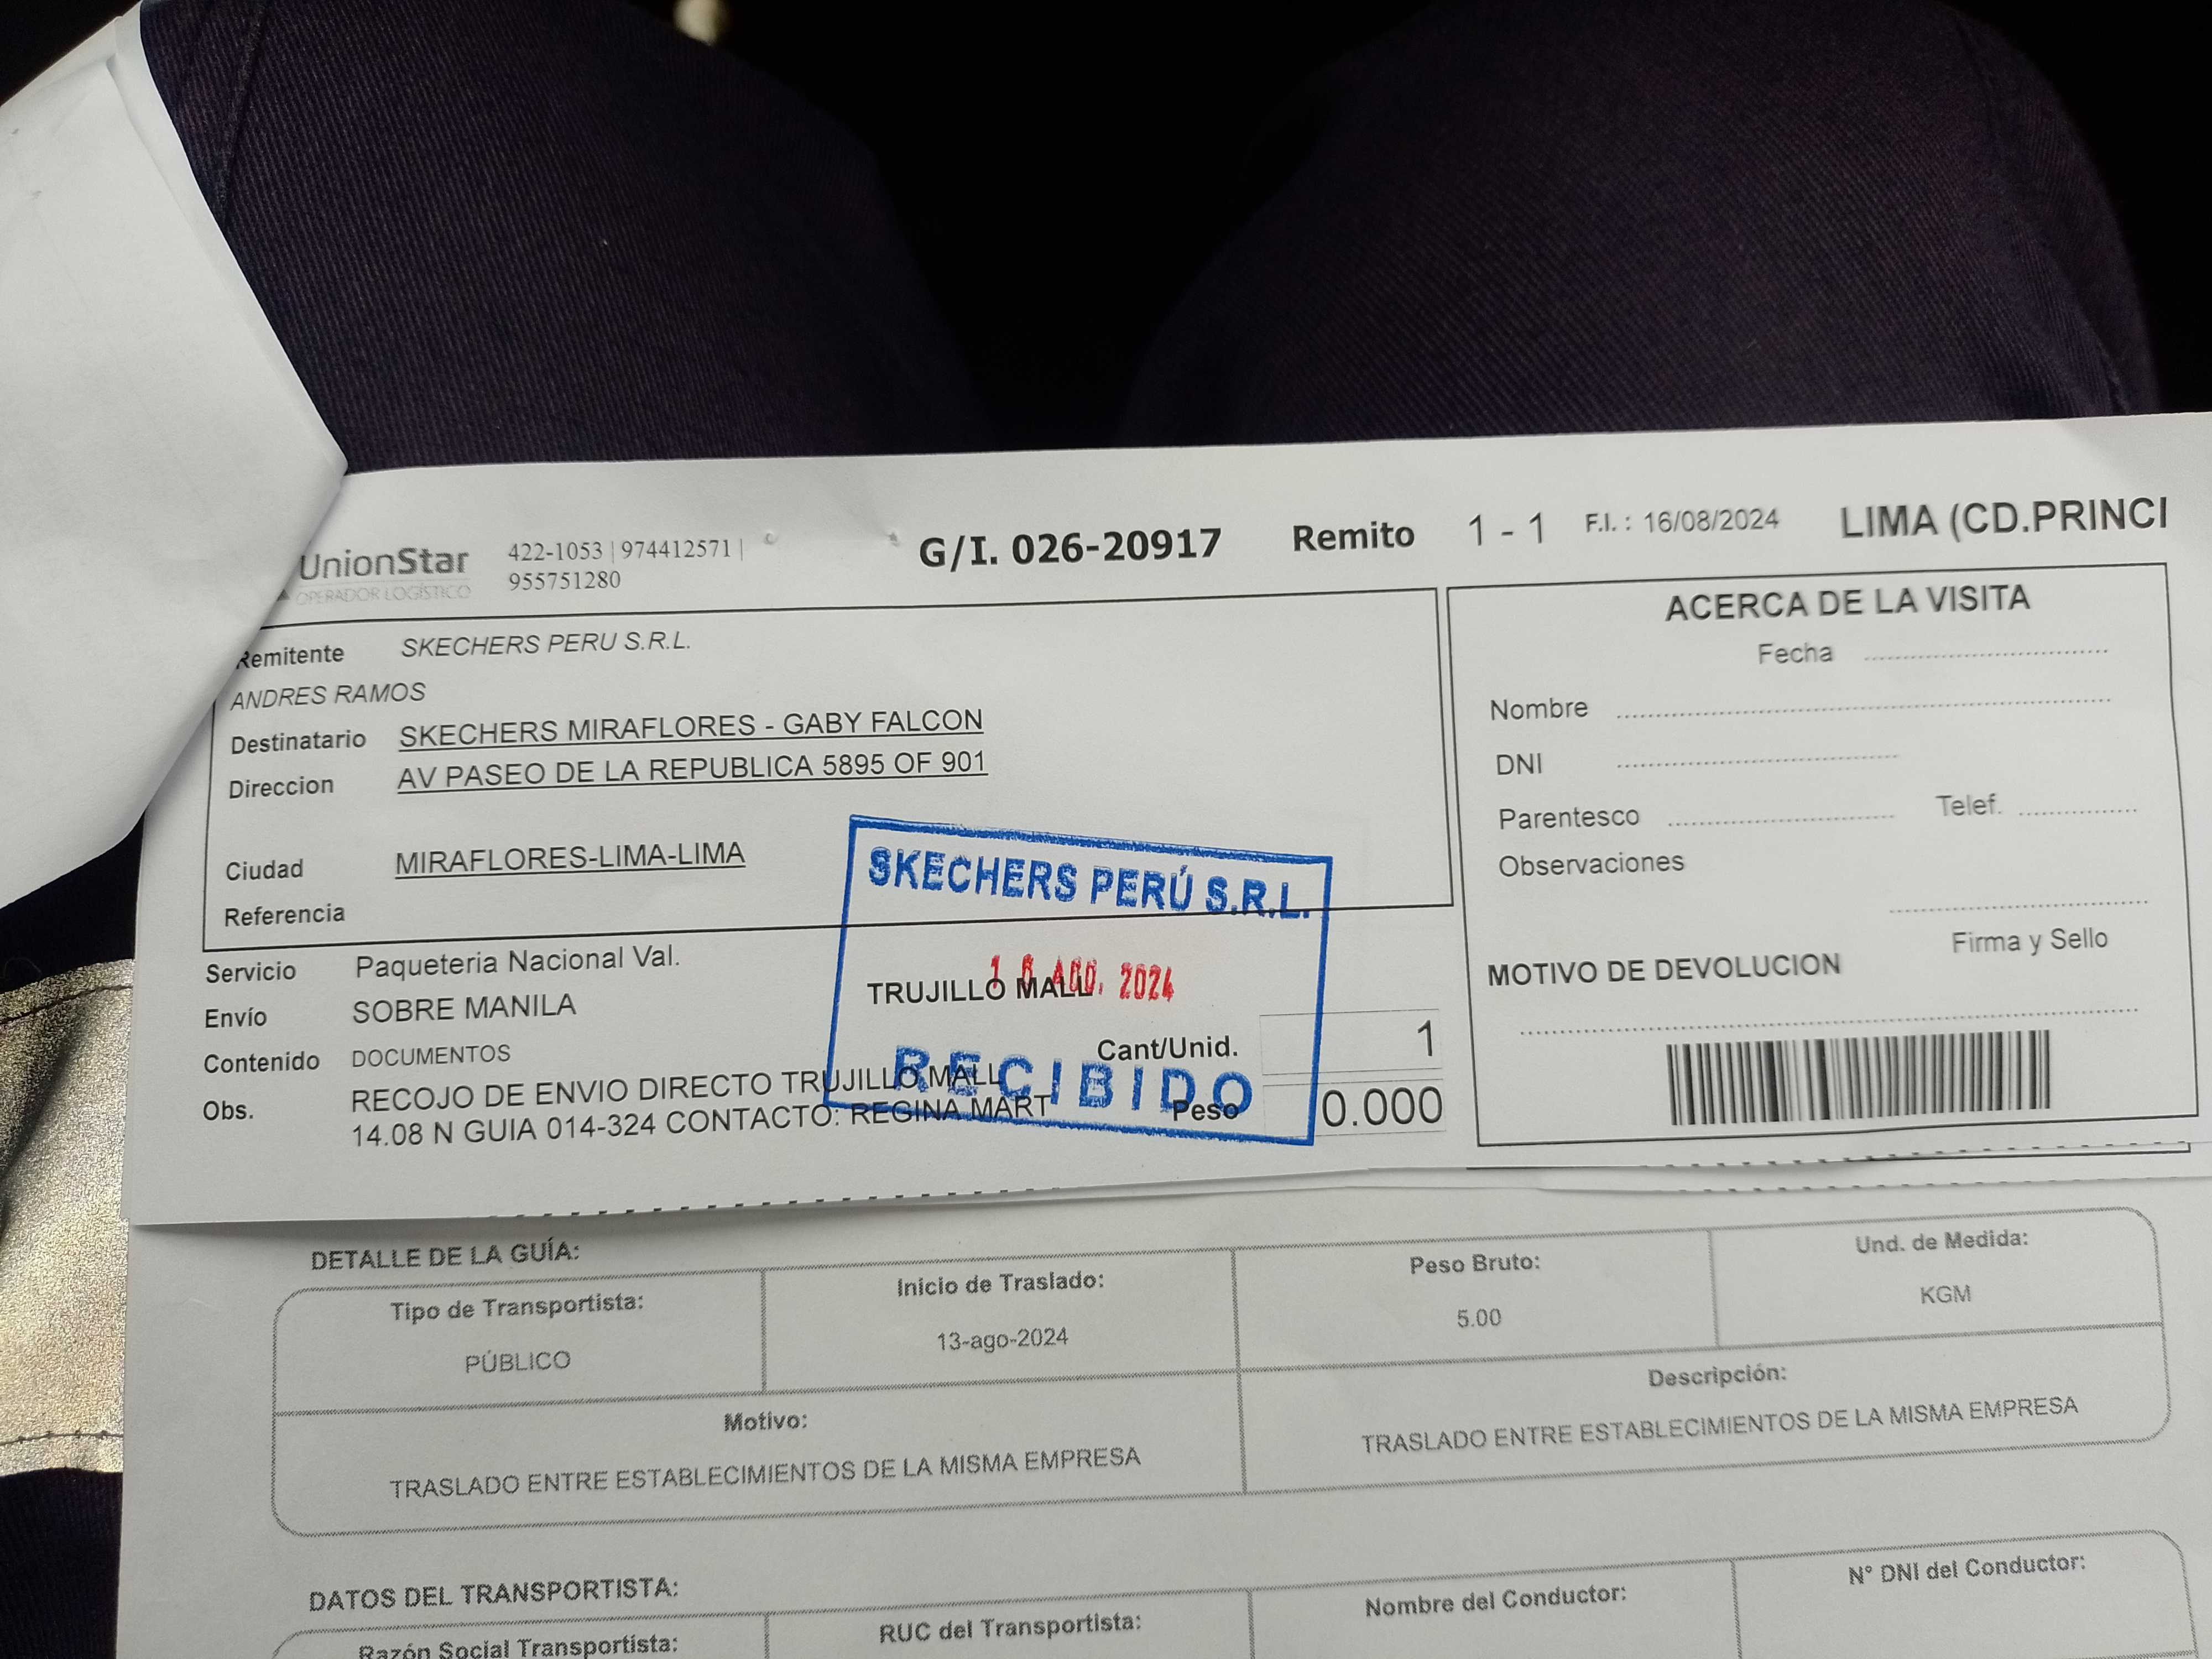 UnionStar
OPERADOR LOGÍSTICO
422-1053 | 974412571 |
955751280
G/I. 026-20917
Remito 1 - 1
F.I. : 16/08/2024
LIMA (CD.PRINCI
Remitente SKECHERS PERU S.R.L.
ANDRES RAMOS
Destinatario SKECHERS MIRAFLORES - GABY FALCON
Direccion AV PASEO DE LA REPUBLICA 5895 OF 901
Ciudad MIRAFLORES-LIMA-LIMA
Referencia
Servicio Paqueteria Nacional Val.
Envío SOBRE MANILA
Contenido DOCUMENTOS
Obs. RECOJO DE ENVIO DIRECTO TRUJILLO MALL
14.08 N GUIA 014-324 CONTACTO: REGINA MART
SKECHERS PERÚ S.R.L.
AGO. 2024
TRUJILLO MALL
RECIBIDO
Cant/Unid. 1
Peso 0.000
ACERCA DE LA VISITA
Fecha
Nombre
DNI
Parentesco Telef.
Observaciones
Firma y Sello
MOTIVO DE DEVOLUCION
DETALLE DE LA GUÍA:
Tipo de Transportista: Inicio de Traslado: Peso Bruto: Und. de Medida:
PÚBLICO 13-ago-2024 5.00 KGM
Motivo: Descripción:
TRASLADO ENTRE ESTABLECIMIENTOS DE LA MISMA EMPRESA TRASLADO ENTRE ESTABLECIMIENTOS DE LA MISMA EMPRESA
DATOS DEL TRANSPORTISTA:
Razón Social Transportista: RUC del Transportista: Nombre del Conductor: N° DNI del Conductor: